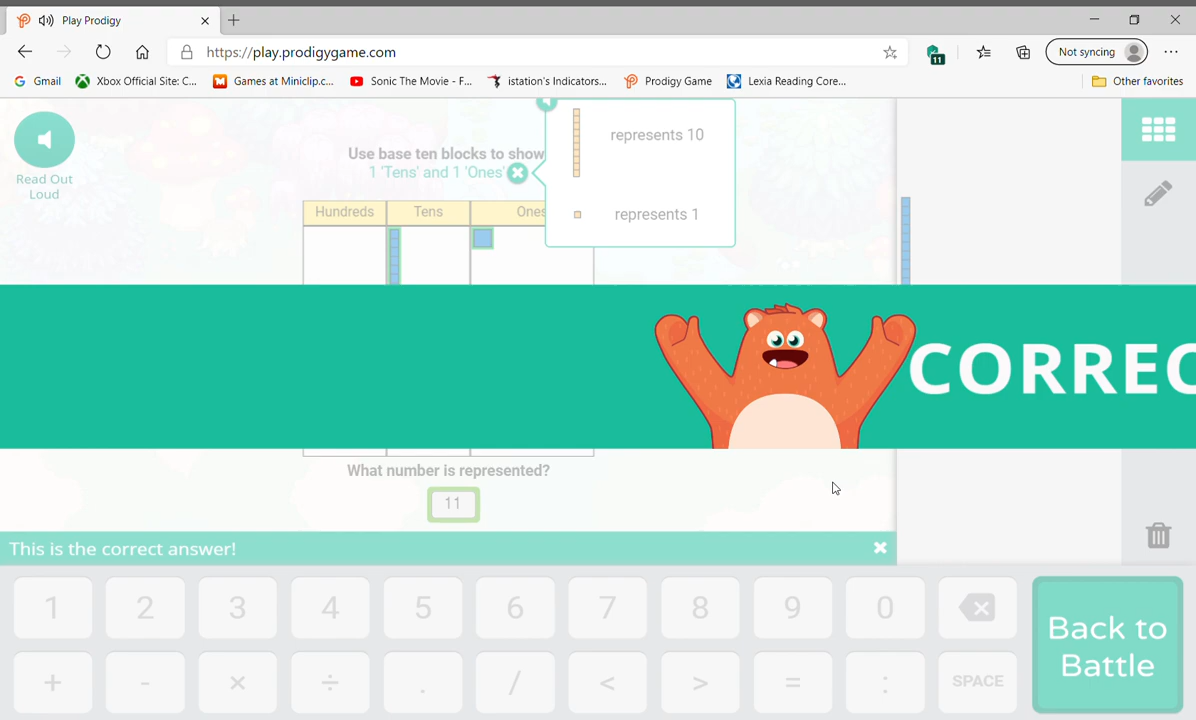 Play Prodigy
https://play.prodigygame.com
11
Not syncing
Gmail
Xbox Official Site: C...
Games at Miniclip.c...
Sonic The Movie - F...
istation's Indicators...
Prodigy Game
Lexia Reading Core...
Other favorites
Read Out
Loud
Use base ten blocks to show
1 'Tens' and 1 'Ones'
represents 10
represents 1
Hundreds Tens Ones
CORREC
What number is represented?
11
This is the correct answer!
1 2 3 4 5 6 7 8 9 0
+ - × ÷ . / < > = : SPACE
Back to
Battle